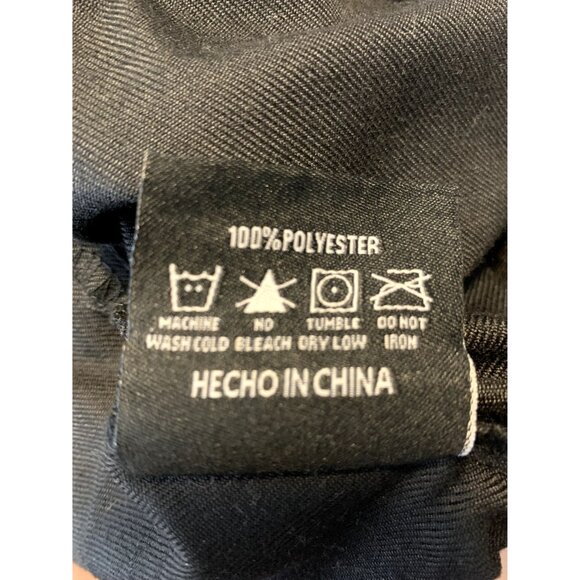 100% POLYESTER
MACHINE NO TUMBLE DO NOT
WASH COLD BLEACH DRY LOW IRON
HECHO IN CHINA